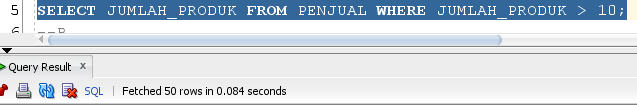 5 SELECT JUMLAH_PRODUK FROM PENJUAL WHERE JUMLAH_PRODUK > 10;
Query Result x
SQL | Fetched 50 rows in 0.084 seconds